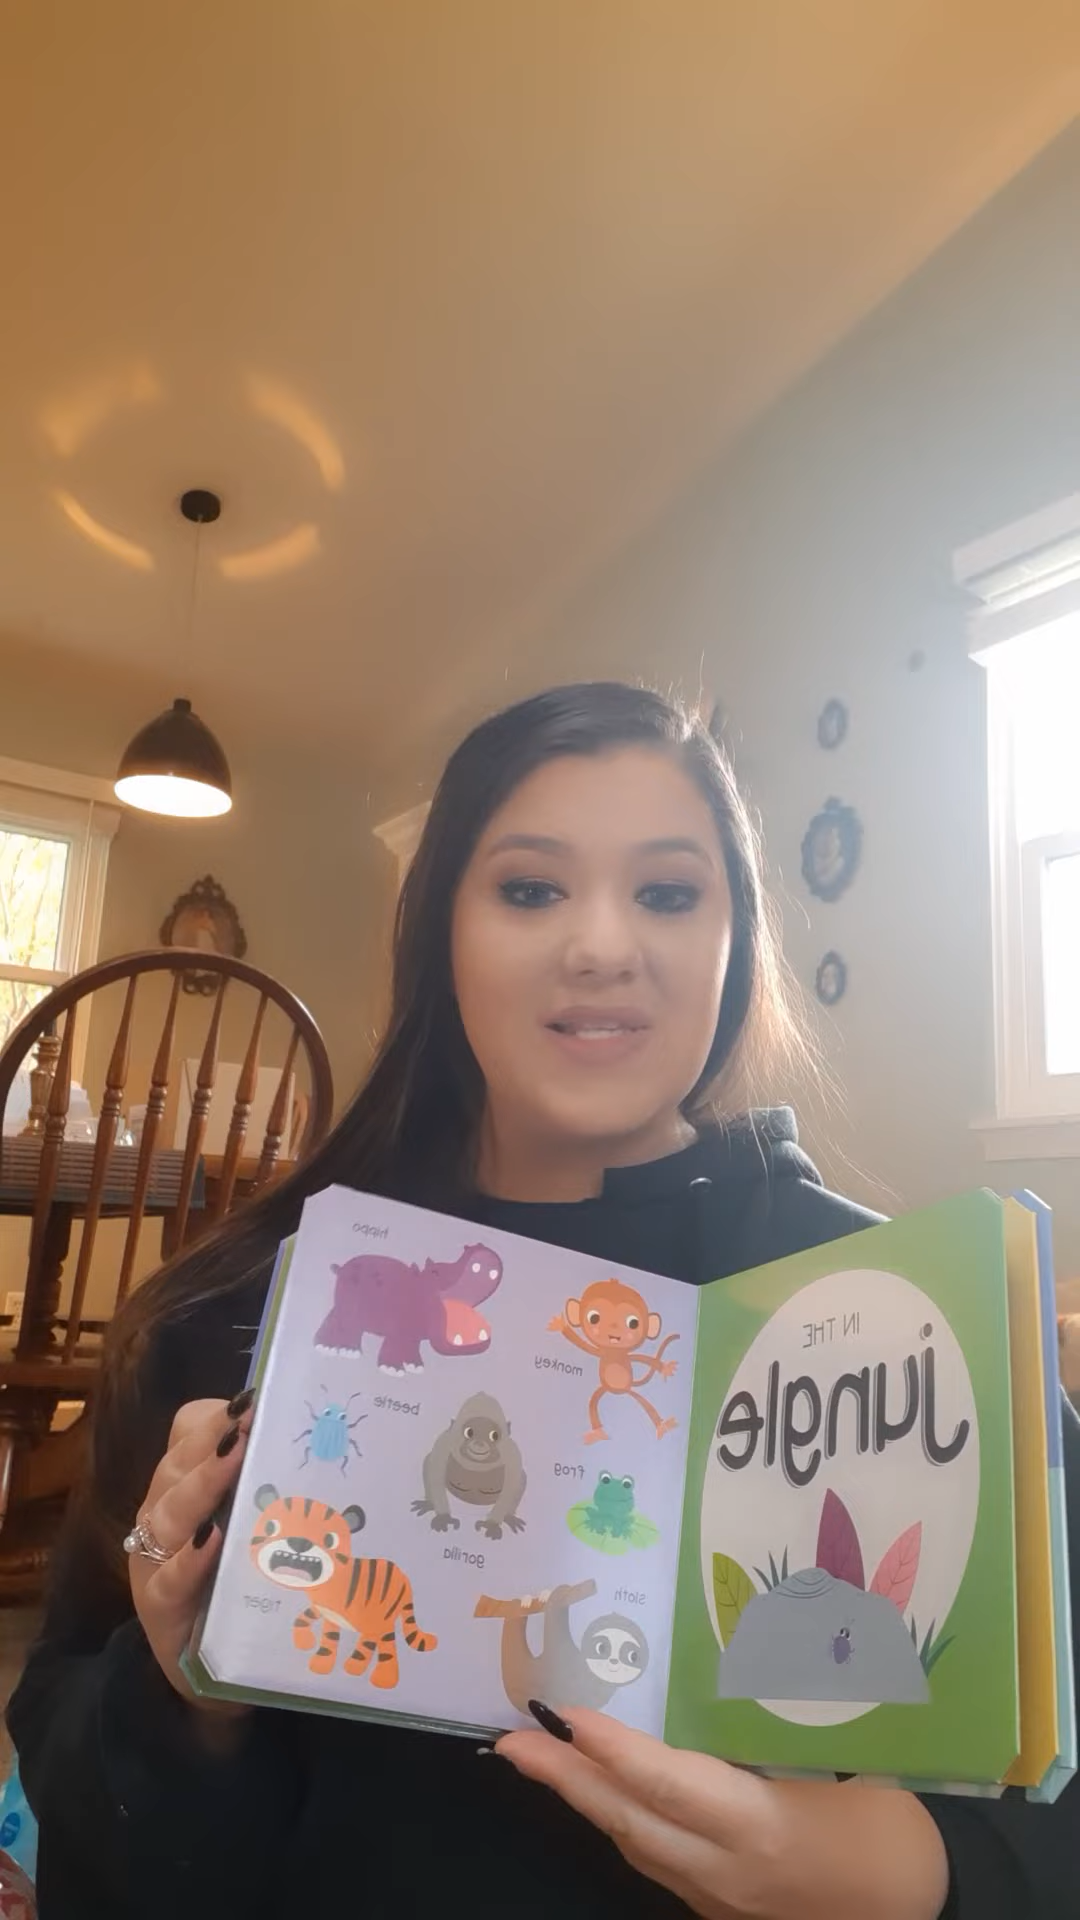 hippo
monkey
beetle
frog
gorilla
tiger
sloth
IN THE
jungle